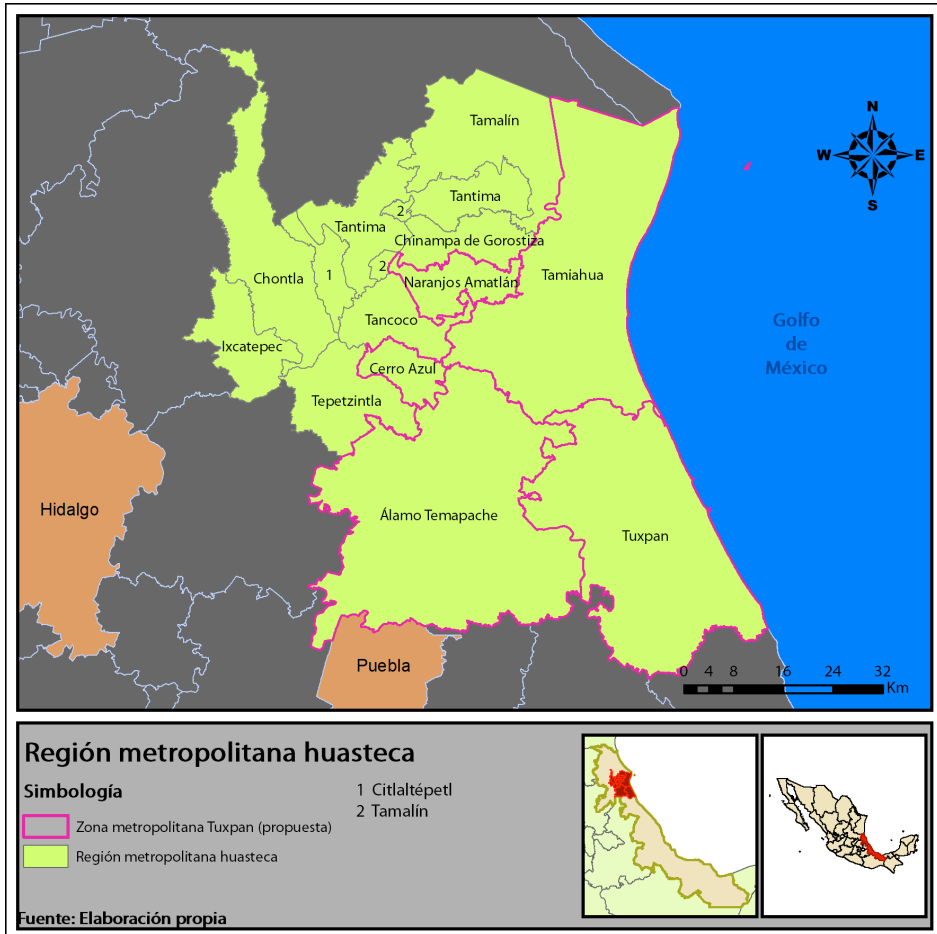 Tamalín
N
W
E
S
Tantima
2
Tantima
Chinampa de Gorostiza
2
1
Chontla
Naranjos Amatlán
Tamiahua
Tancoco
Golfo
de
México
Ixcatepec
Cerro Azul
Tepetzintla
Hidalgo
Álamo Temapache
Tuxpan
Puebla
0 4 8 16 24 32
Km
Región metropolitana huasteca
Simbología
Zona metropolitana Tuxpan (propuesta)
Región metropolitana huasteca
1 Citlaltépetl
2 Tamalín
Fuente: Elaboración propia